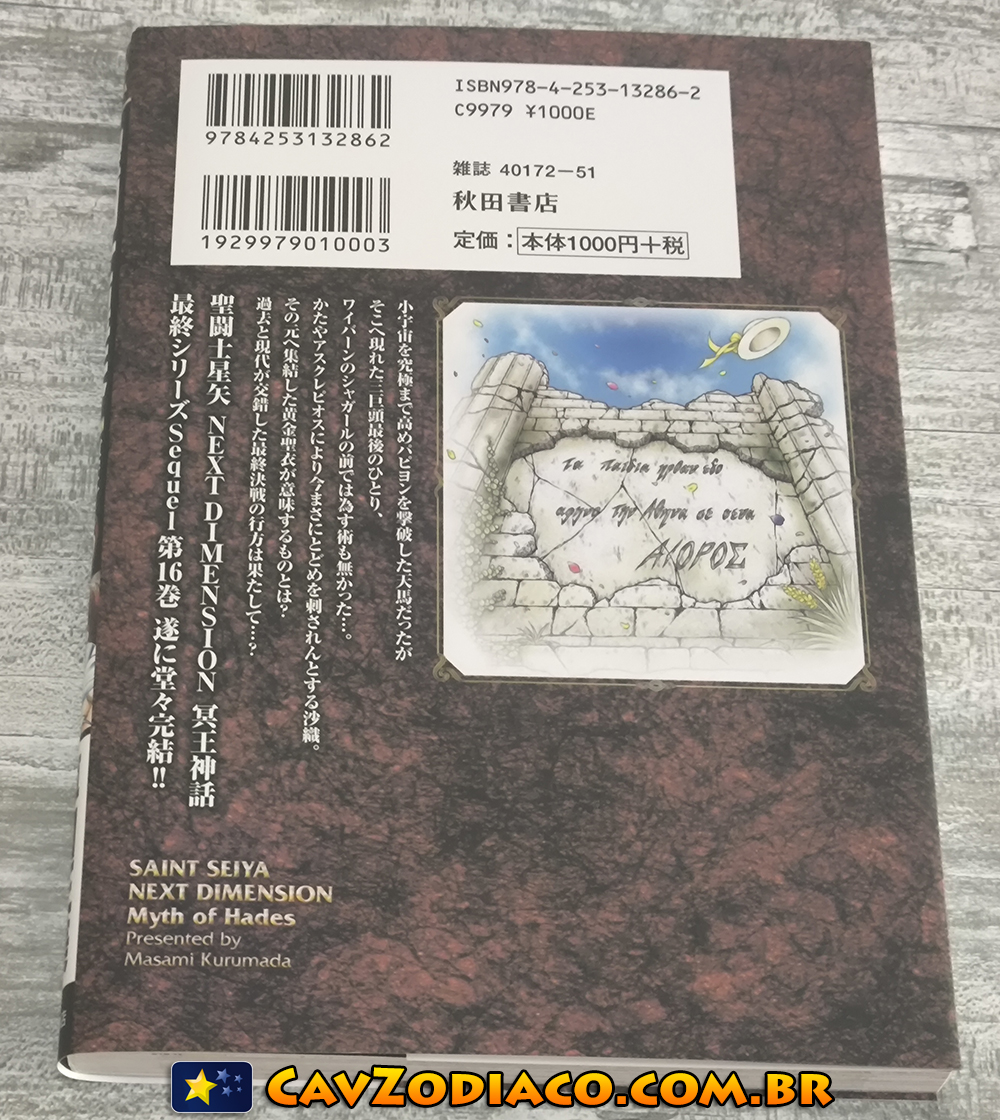 9784253132862
1929979010003
ISBN978-4-253-13286-2
C9979 ¥1000E
雑誌 40172-51
秋田書店
定価：本体1000円+税
Τα παιδια ηρθαν εδο
αφηνο την Αθηνα σε σενα
ΑΙΟΡΟΣ
小宇宙を究極まで高めパピヨンを撃破した天馬だったが
そこへ現れた三巨頭最後のひとり、
ワイバーンのシャガールの前では為す術も無かった…。
かたやアスクレピオスにより今まさにとどめを刺されんとする沙織。
その元へ集結した黄金聖衣が意味するものとは?
過去と現代が交錯した最終決戦の行方は果たして…?
聖闘士星矢 NEXT DIMENSION 冥王神話
最終シリーズSequel 第16巻 遂に堂々完結!!
SAINT SEIYA
NEXT DIMENSION
Myth of Hades
Presented by
Masami Kurumada
CAVZODIACO.COM.BR